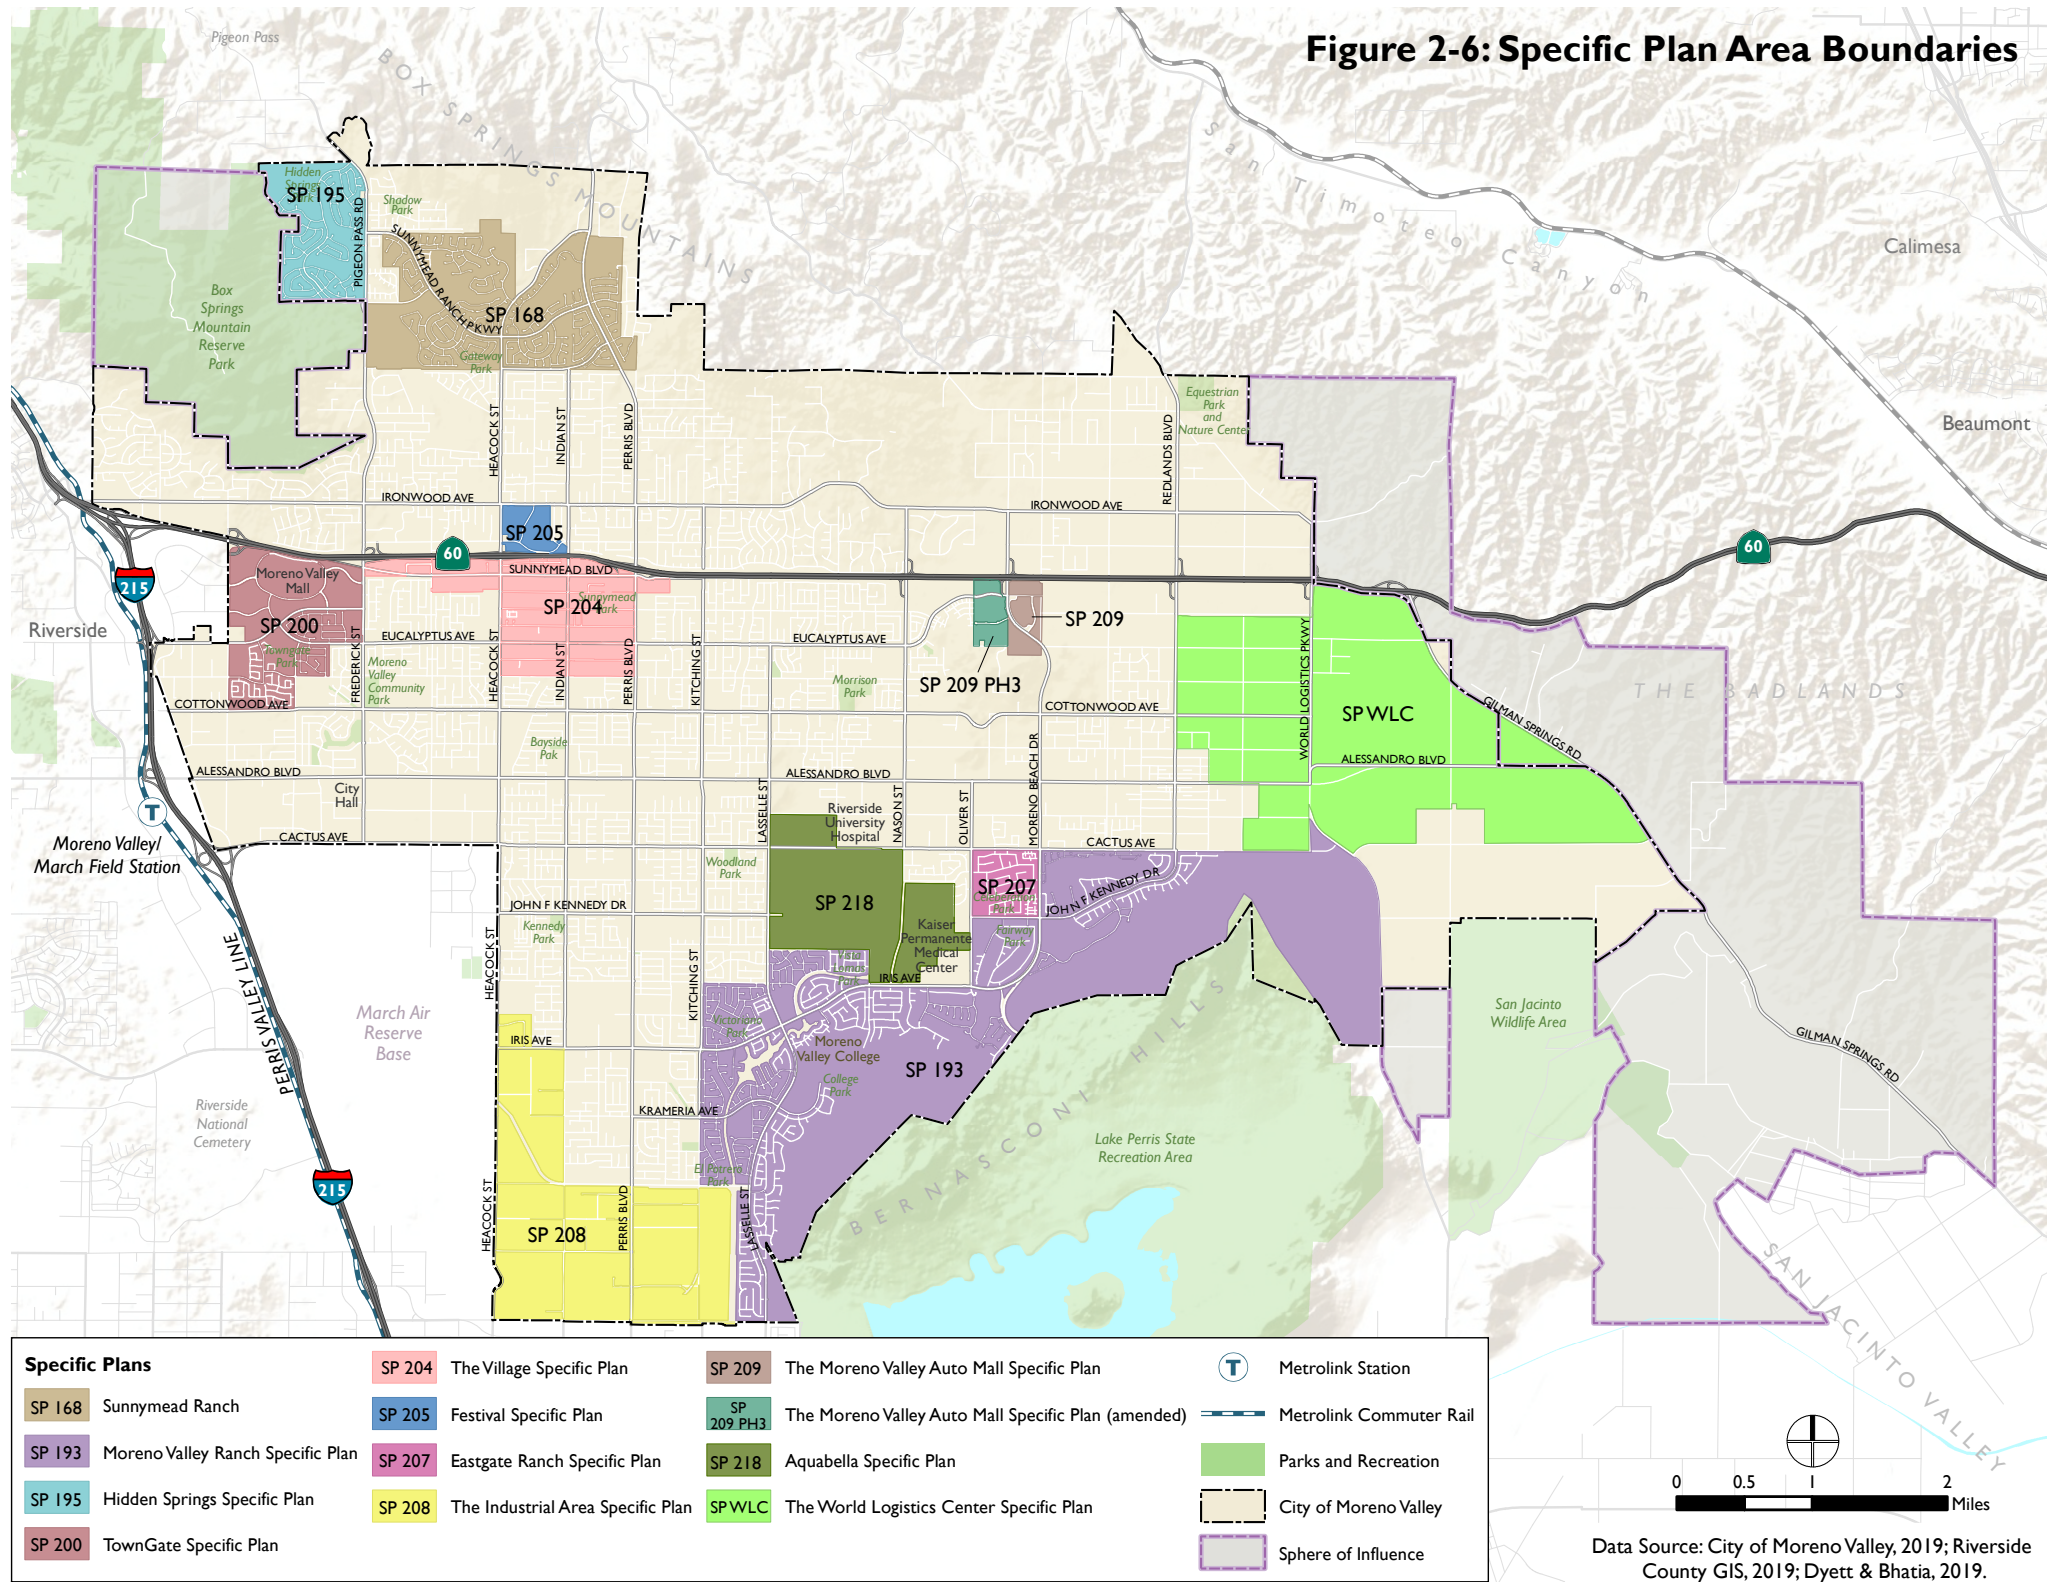 Figure 2-6: Specific Plan Area Boundaries
Pigeon Pass
BOX SPRINGS MOUNTAINS
San Timoteo Canyon
Calimesa
Beaumont
Hidden
Springs
Park
SP 195
Shadow
Park
PIGEON PASS RD
SUNNYMEAD RANCH PKWY
SP 168
Gateway
Park
Box
Springs
Mountain
Reserve
Park
Equestrian
Park
and
Nature Center
HEACOCK ST
INDIAN ST
PERRIS BLVD
REDLANDS BLVD
IRONWOOD AVE
IRONWOOD AVE
SP 205
60
60
215
SUNNYMEAD BLVD
Moreno Valley
Mall
SP 204
Sunnymead
Park
SP 200
Riverside
Towngate
Park
FREDERICK ST
EUCALYPTUS AVE
HEACOCK ST
INDIAN ST
PERRIS BLVD
KITCHING ST
EUCALYPTUS AVE
SP 209
SP 209 PH3
Moreno
Valley
Community
Park
Morrison
Park
WORLD LOGISTICS PKWY
SP WLC
THE BADLANDS
GILMAN SPRINGS RD
COTTONWOOD AVE
COTTONWOOD AVE
Bayside
Pak
MORENO BEACH DR
ALESSANDRO BLVD
ALESSANDRO BLVD
ALESSANDRO BLVD
City
Hall
LASSELLE ST
Riverside
University
Hospital
NASON ST
OLIVER ST
T
Moreno Valley/
March Field Station
CACTUS AVE
CACTUS AVE
Woodland
Park
SP 218
SP 207
Celebration
Park
JOHN F KENNEDY DR
JOHN F KENNEDY DR
Kennedy
Park
Kaiser
Permanente
Medical
Center
Fairway
Park
Vista
Lomas
Park
IRIS AVE
HEACOCK ST
KITCHING ST
PERRIS VALLEY LINE
March Air
Reserve
Base
Victoriano
Park
IRIS AVE
Moreno
Valley College
SP 193
College
Park
San Jacinto
Wildlife Area
GILMAN SPRINGS RD
BERNASCONI HILLS
Riverside
National
Cemetery
KRAMERIA AVE
Lake Perris State
Recreation Area
El Potrero
Park
215
HEACOCK ST
SP 208
PERRIS BLVD
LASSELLE ST
SAN JACINTO VALLEY
Specific Plans
SP 168 Sunnymead Ranch
SP 193 Moreno Valley Ranch Specific Plan
SP 195 Hidden Springs Specific Plan
SP 200 TownGate Specific Plan
SP 204 The Village Specific Plan
SP 205 Festival Specific Plan
SP 207 Eastgate Ranch Specific Plan
SP 208 The Industrial Area Specific Plan
SP 209 The Moreno Valley Auto Mall Specific Plan
SP
209 PH3 The Moreno Valley Auto Mall Specific Plan (amended)
SP 218 Aquabella Specific Plan
SP WLC The World Logistics Center Specific Plan
T Metrolink Station
Metrolink Commuter Rail
Parks and Recreation
City of Moreno Valley
Sphere of Influence
0 0.5 1 2
Miles
Data Source: City of Moreno Valley, 2019; Riverside
County GIS, 2019; Dyett & Bhatia, 2019.